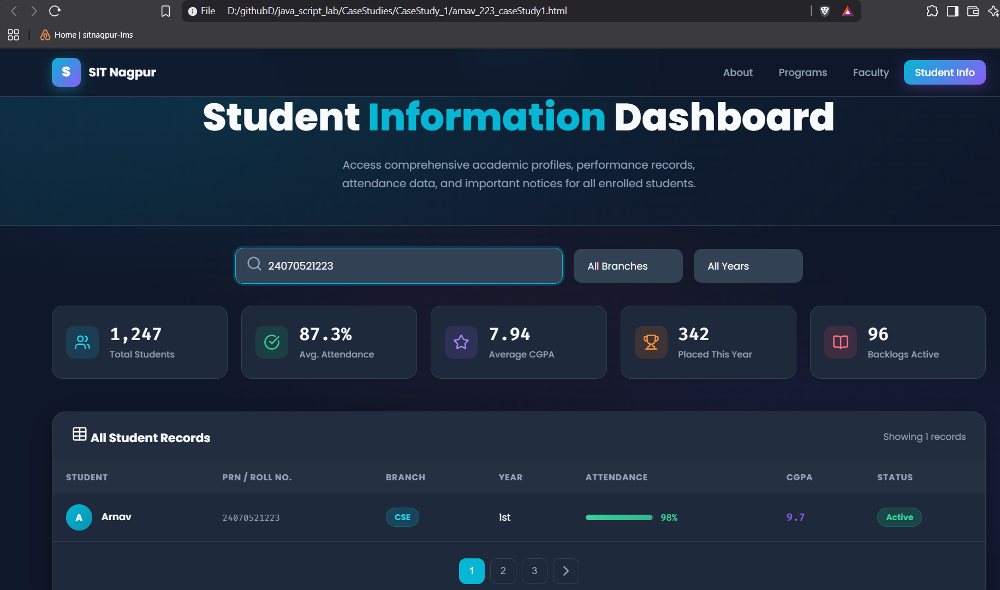 File D:/githubD/java_script_lab/CaseStudies/CaseStudy_1/arnav_223_caseStudy1.html
Home | sitnagpur-lms
S SIT Nagpur About Programs Faculty Student Info
Student Information Dashboard
Access comprehensive academic profiles, performance records,
attendance data, and important notices for all enrolled students.
24070521223 All Branches All Years
1,247 87.3% 7.94 342 96
Total Students Avg. Attendance Average CGPA Placed This Year Backlogs Active
All Student Records Showing 1 records
STUDENT PRN / ROLL NO. BRANCH YEAR ATTENDANCE CGPA STATUS
A Arnav 24070521223 CSE 1st 98% 9.7 Active
1 2 3